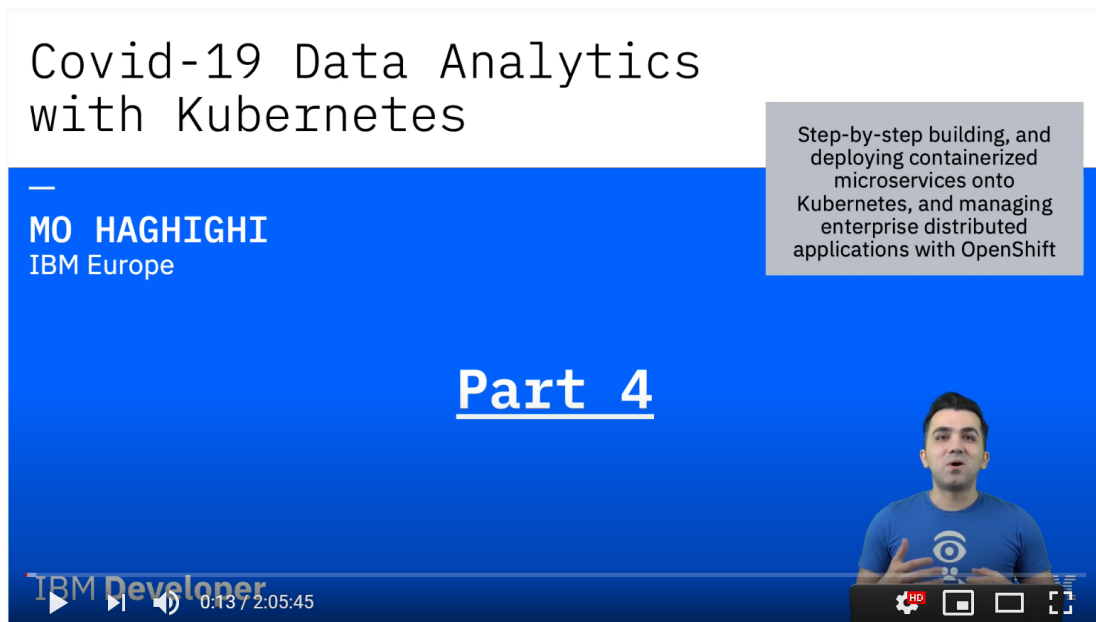 Covid-19 Data Analytics
with Kubernetes
Step-by-step building, and
deploying containerized
microservices onto
Kubernetes, and managing
enterprise distributed
applications with OpenShift
MO HAGHIGHI
IBM Europe
Part 4
IBM Developer
0:13 / 2:05:45
HD